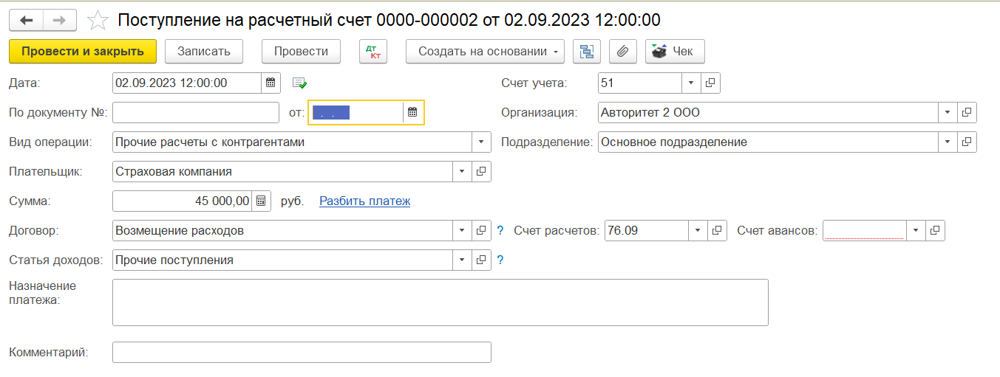 Поступление на расчетный счет 0000-000002 от 02.09.2023 12:00:00
Провести и закрыть Записать Провести Дт Кт Создать на основании Чек
Дата: 02.09.2023 12:00:00 Счет учета: 51
По документу №: от: . . Организация: Авторитет 2 ООО
Вид операции: Прочие расчеты с контрагентами Подразделение: Основное подразделение
Плательщик: Страховая компания
Сумма: 45 000,00 руб. Разбить платеж
Договор: Возмещение расходов ? Счет расчетов: 76.09 Счет авансов:
Статья доходов: Прочие поступления ?
Назначение
платежа:
Комментарий: